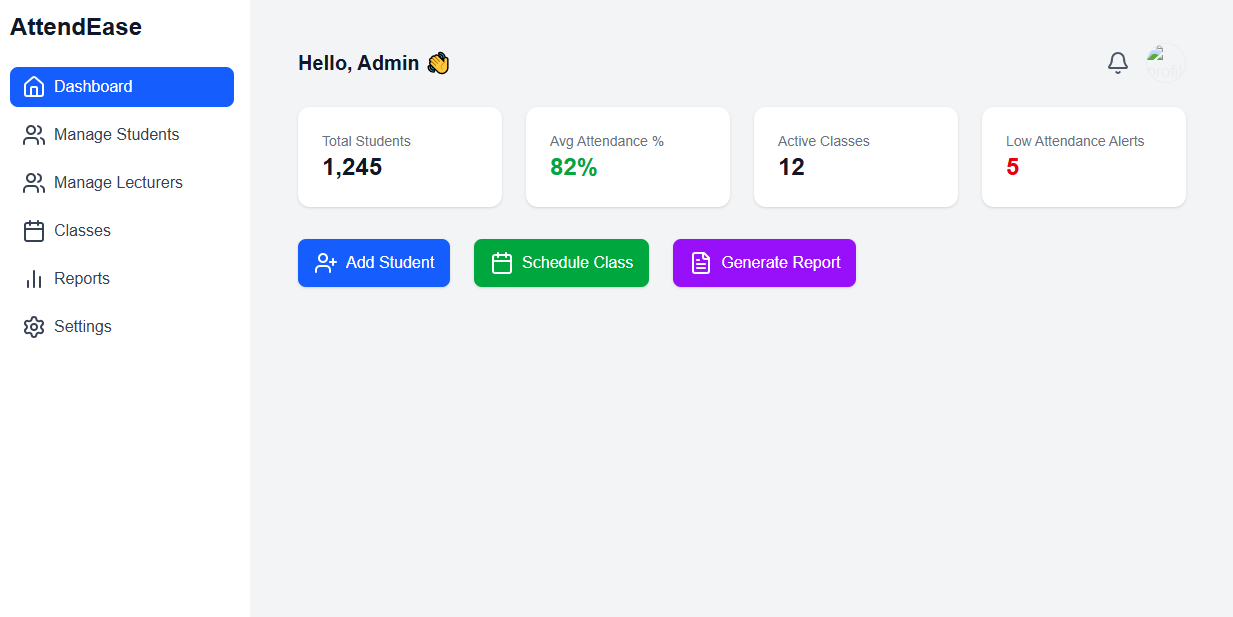 AttendEase
Dashboard
Manage Students
Manage Lecturers
Classes
Reports
Settings
Hello, Admin 👋
Total Students
1,245
Avg Attendance %
82%
Active Classes
12
Low Attendance Alerts
5
Add Student
Schedule Class
Generate Report